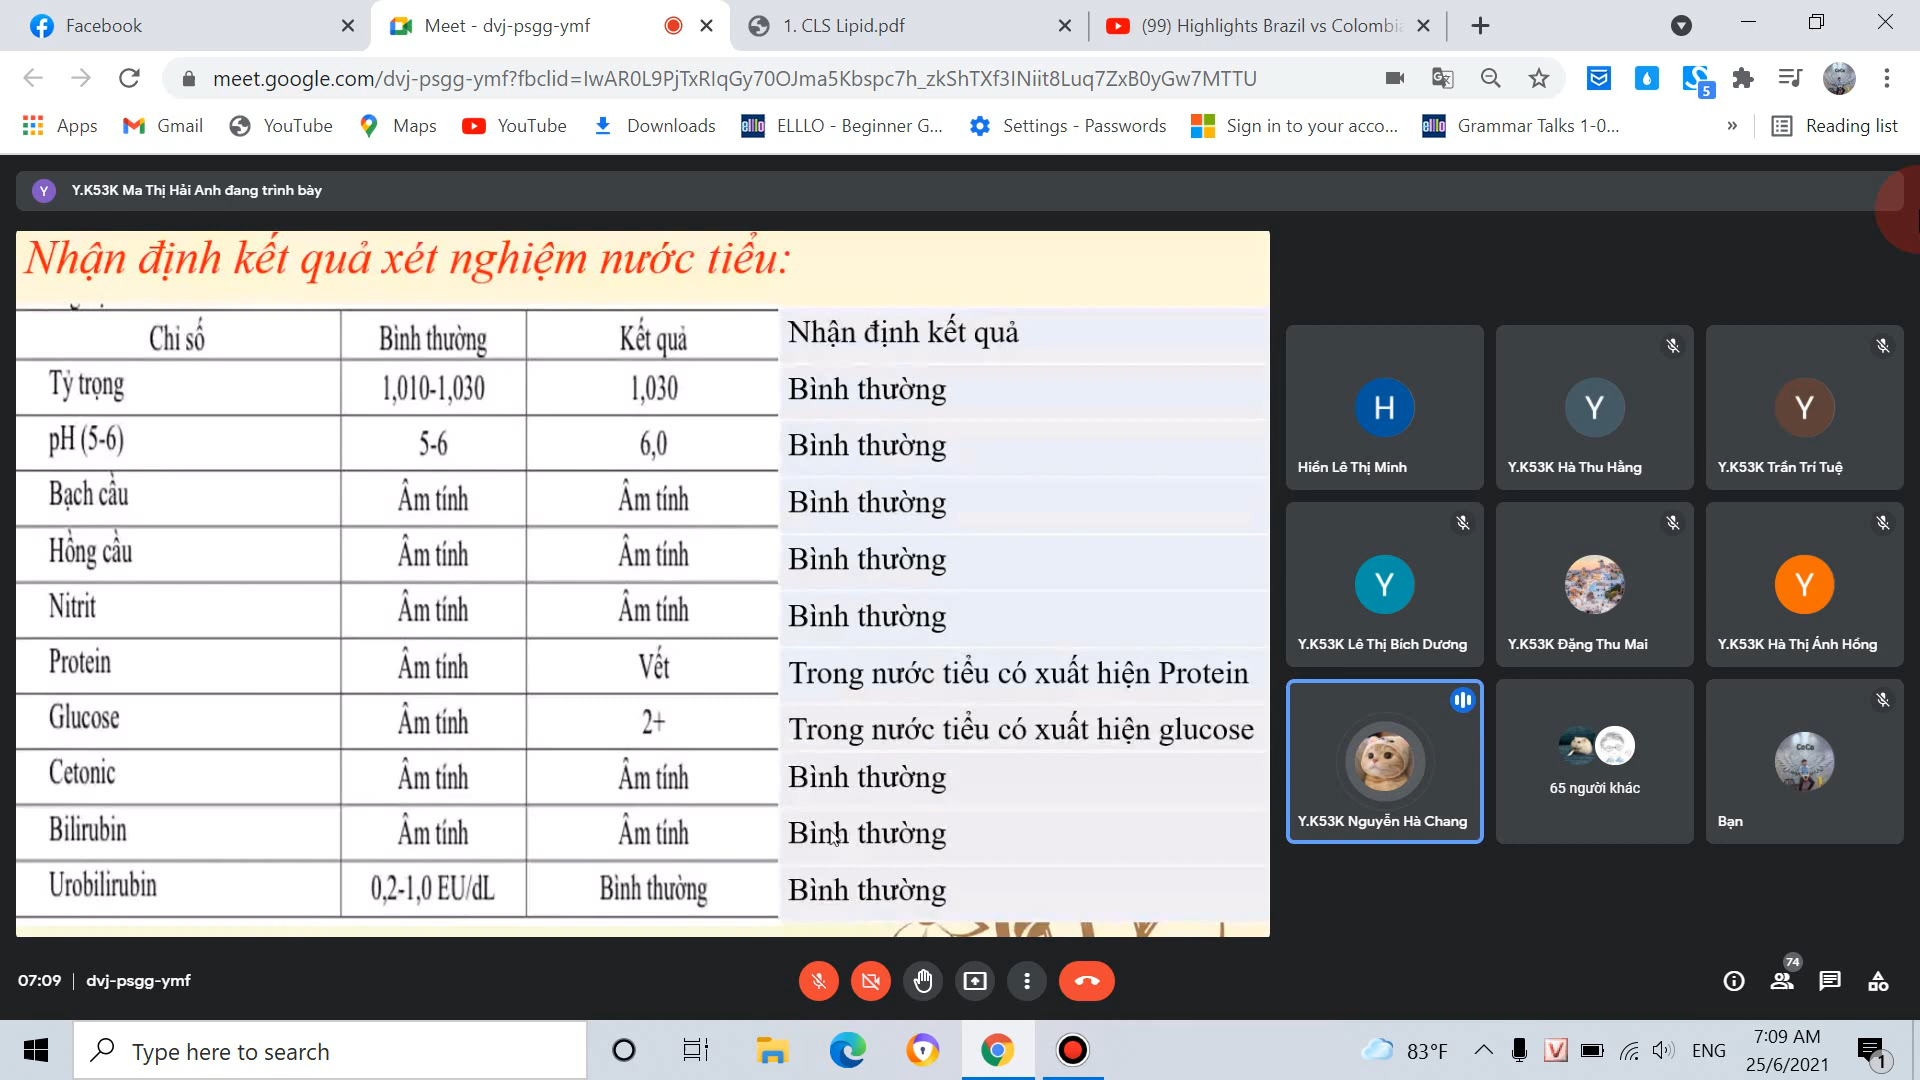 Facebook
Meet - dvj-psgg-ymf
1. CLS Lipid.pdf
(99) Highlights Brazil vs Colombi
meet.google.com/dvj-psgg-ymf?fbclid=IwAR0L9PjTxRIqGy70OJma5Kbspc7h_zkShTXf3INiit8Luq7ZxB0yGw7MTTU
5
Apps
Gmail
YouTube
Maps
YouTube
Downloads
elllo
ELLLO - Beginner G...
Settings - Passwords
Sign in to your acco...
elllo
Grammar Talks 1-0...
»
Reading list
Y
Y.K53K Ma Thị Hải Anh đang trình bày
Nhận định kết quả xét nghiệm nước tiểu:
Chỉ số Bình thường Kết quả Nhận định kết quả
Tỷ trọng 1,010-1,030 1,030 Bình thường
pH (5-6) 5-6 6,0 Bình thường
Bạch cầu Âm tính Âm tính Bình thường
Hồng cầu Âm tính Âm tính Bình thường
Nitrit Âm tính Âm tính Bình thường
Protein Âm tính Vết Trong nước tiểu có xuất hiện Protein
Glucose Âm tính 2+ Trong nước tiểu có xuất hiện glucose
Cetonic Âm tính Âm tính Bình thường
Bilirubin Âm tính Âm tính Bình thường
Urobilirubin 0,2-1,0 EU/dL Bình thường Bình thường
H
Hiền Lê Thị Minh
Y
Y.K53K Hà Thu Hằng
Y
Y.K53K Trần Trí Tuệ
Y
Y.K53K Lê Thị Bích Dương
Y.K53K Đặng Thu Mai
Y
Y.K53K Hà Thị Ánh Hồng
Y.K53K Nguyễn Hà Chang
65 người khác
CoCo
Bạn
07:09 | dvj-psgg-ymf
74
Type here to search
83°F
V
ENG
7:09 AM
25/6/2021
1